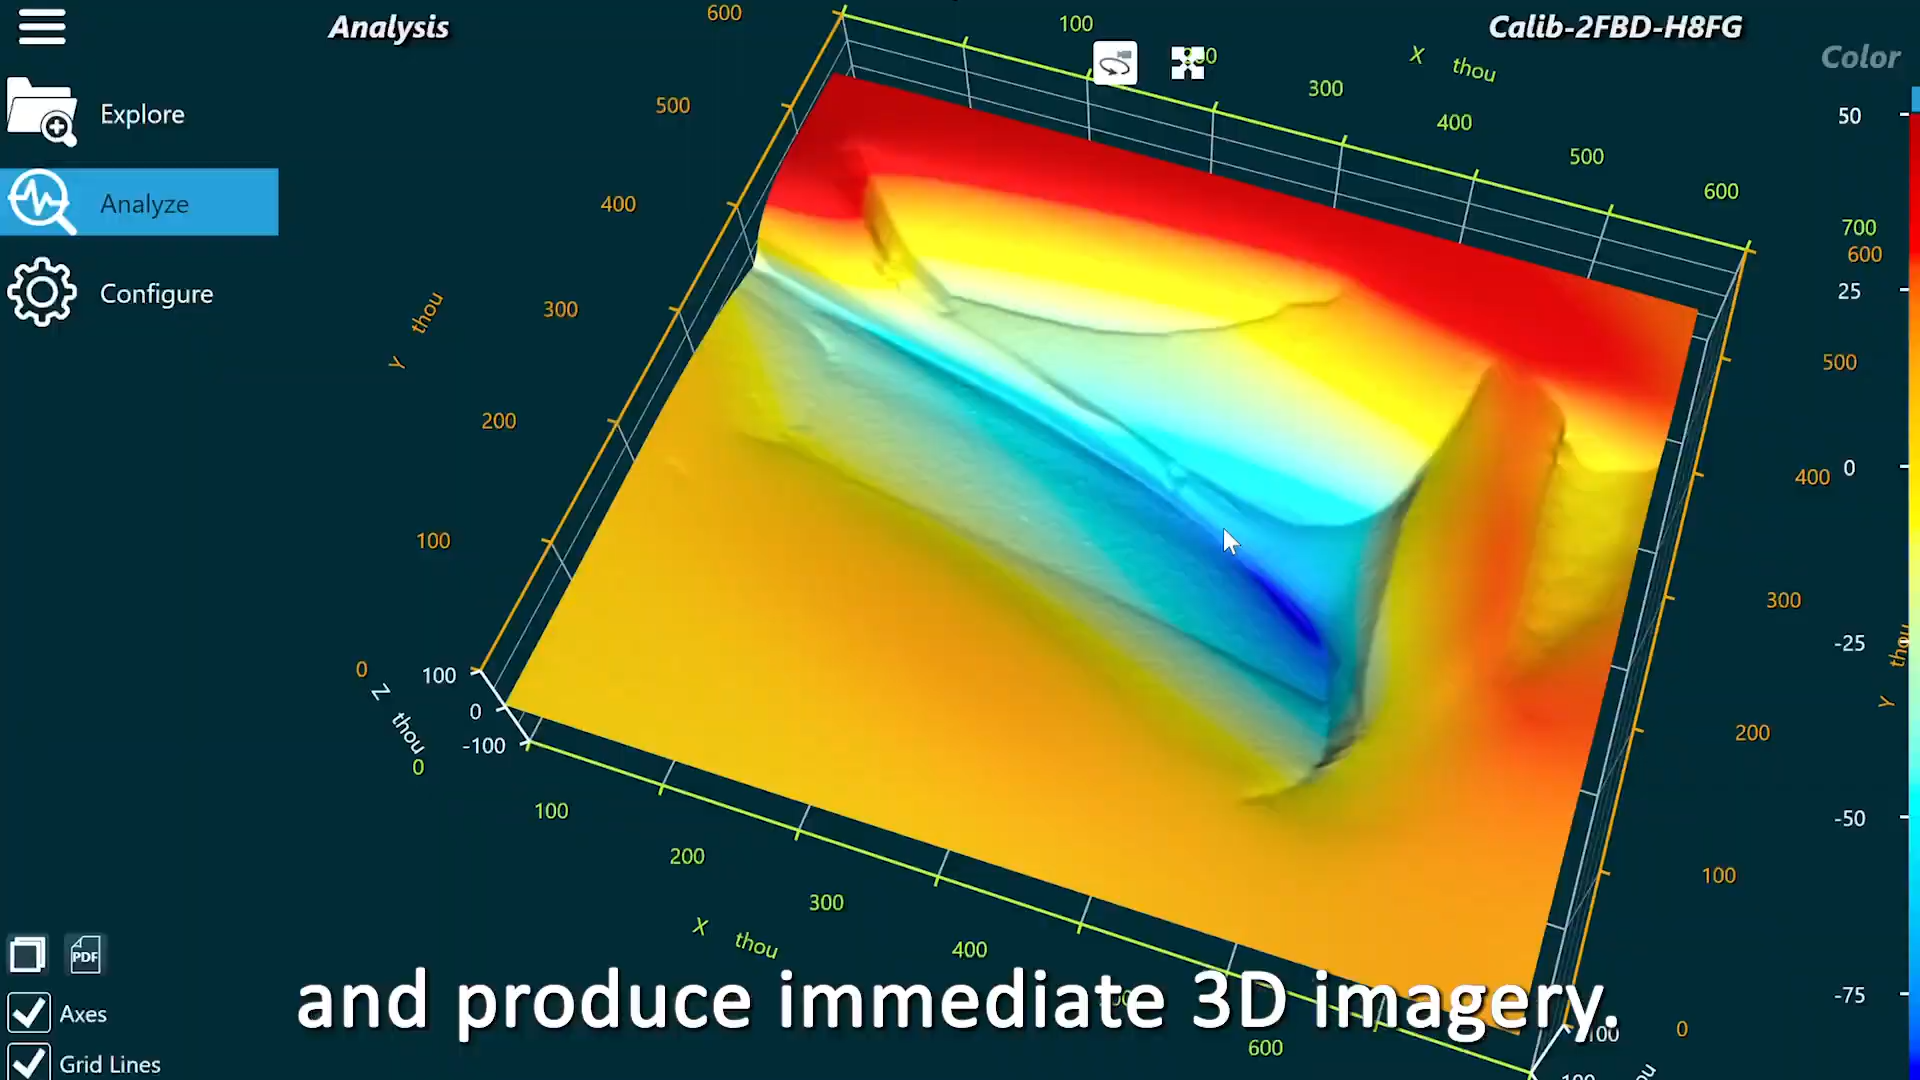 Analysis
Calib-2FBD-H8FG
Color
Explore
Analyze
Configure
600
500
400
300
200
100
0
Y thou
100
300
400
500
600
X thou
700
600
500
400
300
200
100
0
50
25
0
-25
-50
-75
100
0
-100
Z thou
0
100
200
300
400
600
X thou
PDF
Axes
Grid Lines
and produce immediate 3D imagery.